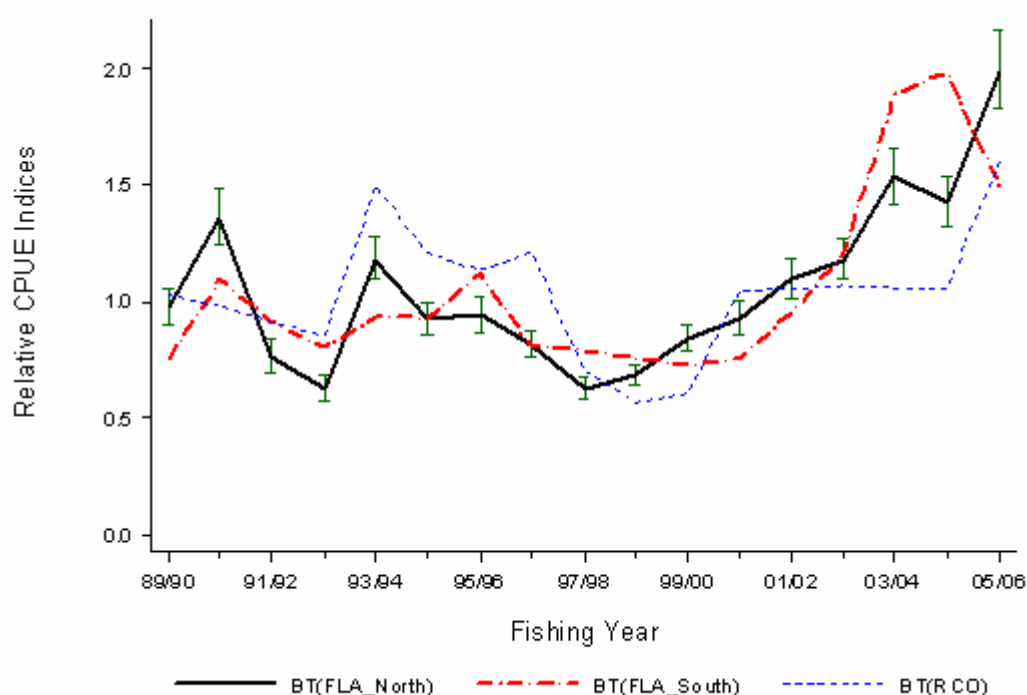 Relative CPUE Indices
2.0
1.5
1.0
0.5
0.0
89/90 91/92 93/94 95/96 97/98 99/00 01/02 03/04 05/06
Fishing Year
BT(FLA_North) BT(FLA_South) BT(RCO)